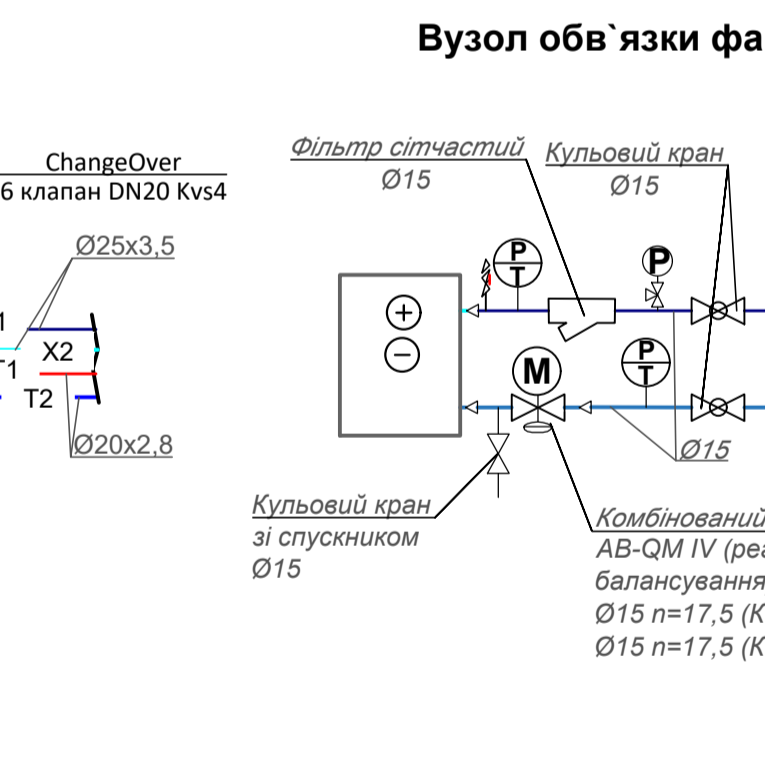 Вузол обв`язки фа
ChangeOver
6 клапан DN20 Kvs4
Ø25x3,5
X2
T1
T2
Ø20x2,8
Фільтр сітчастий
Ø15
Кульовий кран
Ø15
P
T
P
P
T
M
+
−
Ø15
Кульовий кран
зі спускником
Ø15
Комбінований
AB-QM IV (ре
балансування
Ø15 n=17,5 (К
Ø15 n=17,5 (К